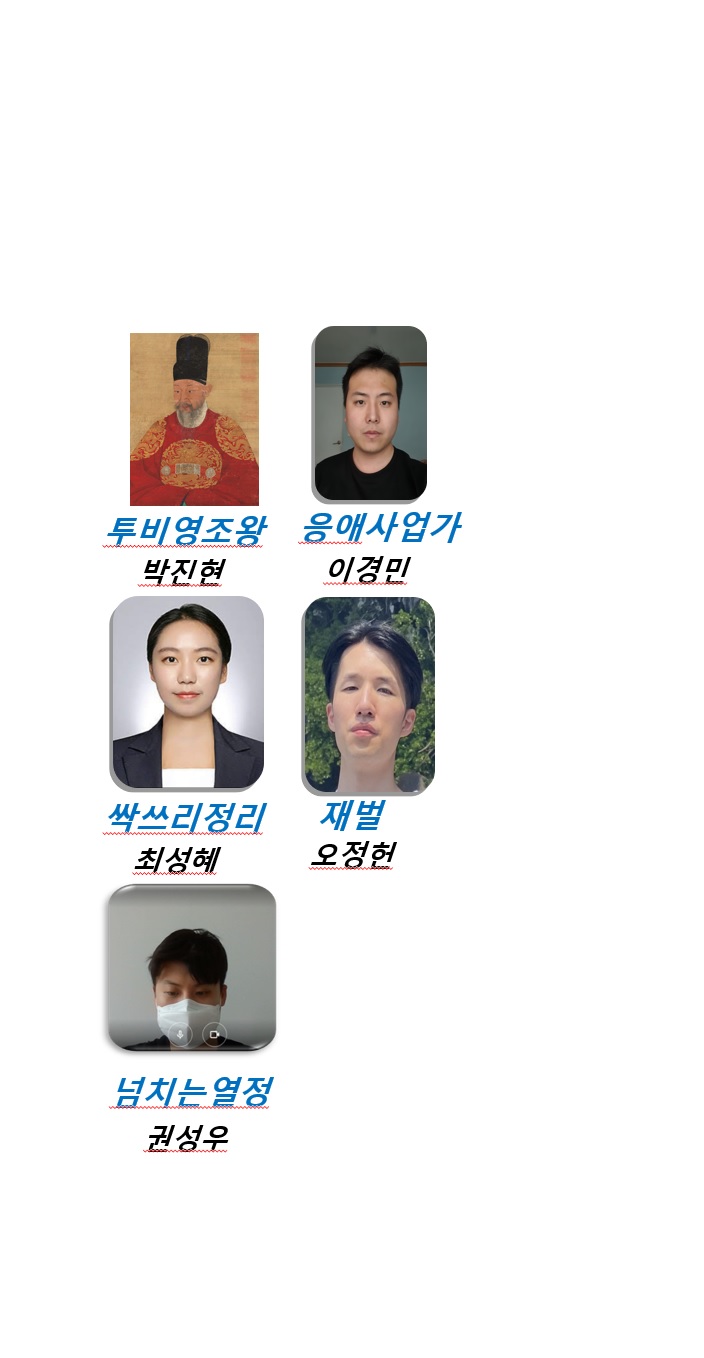 투비영조왕 응애사업가
박진현 이경민
싹쓰리정리 재벌
최성혜 오정헌
넘치는열정
권성우